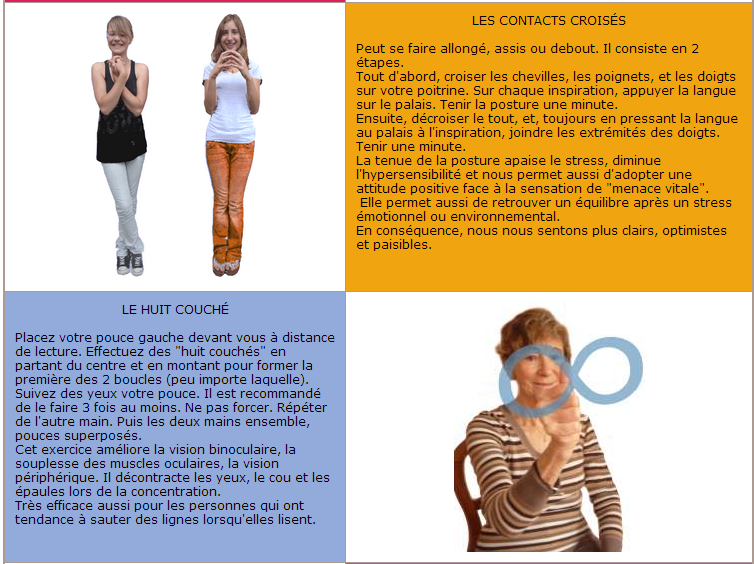 LES CONTACTS CROISÉS
Peut se faire allongé, assis ou debout. Il consiste en 2
étapes.
Tout d'abord, croiser les chevilles, les poignets, et les doigts
sur votre poitrine. Sur chaque inspiration, appuyer la langue
sur le palais. Tenir la posture une minute.
Ensuite, décroiser le tout, et, toujours en pressant la langue
au palais à l'inspiration, joindre les extrémités des doigts.
Tenir une minute.
La tenue de la posture apaise le stress, diminue
l'hypersensibilité et nous permet aussi d'adopter une
attitude positive face à la sensation de "menace vitale".
Elle permet aussi de retrouver un équilibre après un stress
émotionnel ou environnemental.
En conséquence, nous nous sentons plus clairs, optimistes
et paisibles.
LE HUIT COUCHÉ
Placez votre pouce gauche devant vous à distance
de lecture. Effectuez des "huit couchés" en
partant du centre et en montant pour former la
première des 2 boucles (peu importe laquelle).
Suivez des yeux votre pouce. Il est recommandé
de le faire 3 fois au moins. Ne pas forcer. Répéter
de l'autre main. Puis les deux mains ensemble,
pouces superposés.
Cet exercice améliore la vision binoculaire, la
souplesse des muscles oculaires, la vision
périphérique. Il décontracte les yeux, le cou et les
épaules lors de la concentration.
Très efficace aussi pour les personnes qui ont
tendance à sauter des lignes lorsqu'elles lisent.